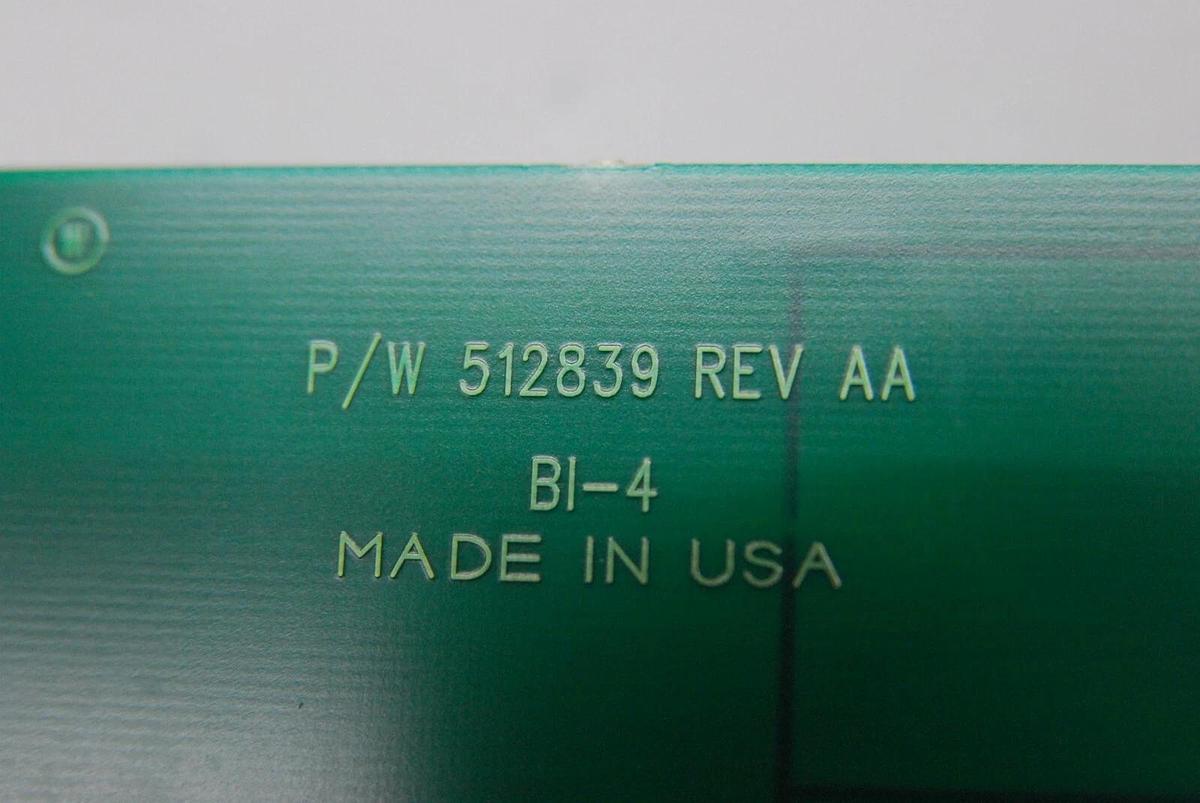 P/W 512839 REV AA
BI-4
MADE IN USA